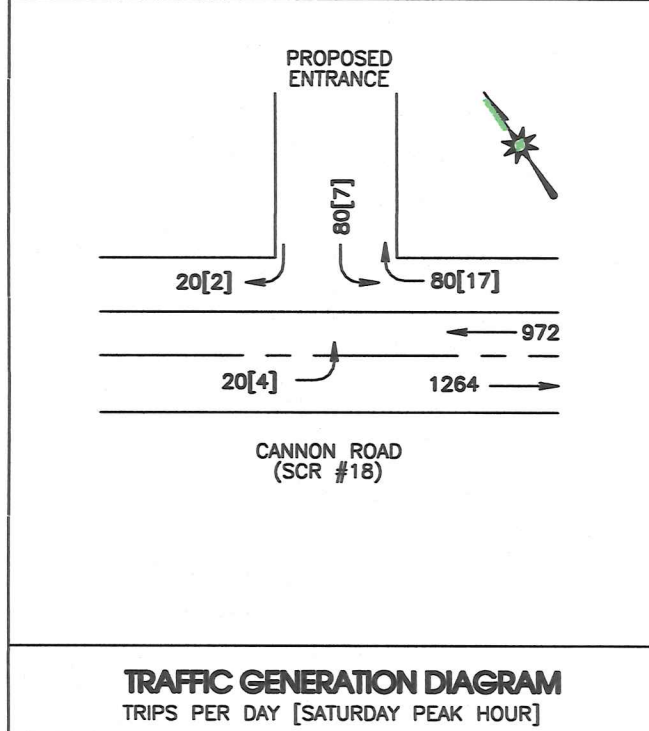 PROPOSED
ENTRANCE
80[7]
20[2]
80[17]
972
20[4]
1264
CANNON ROAD
(SCR #18)
TRAFFIC GENERATION DIAGRAM
TRIPS PER DAY [SATURDAY PEAK HOUR]